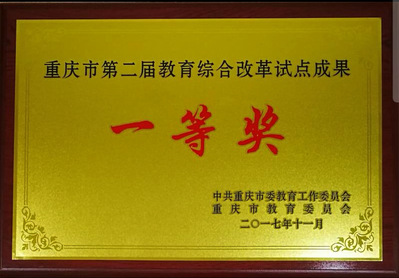 重庆市第二届教育综合改革试点成果
一等奖
中共重庆市委教育工作委员会
重庆市教育委员会
二〇一七年十一月